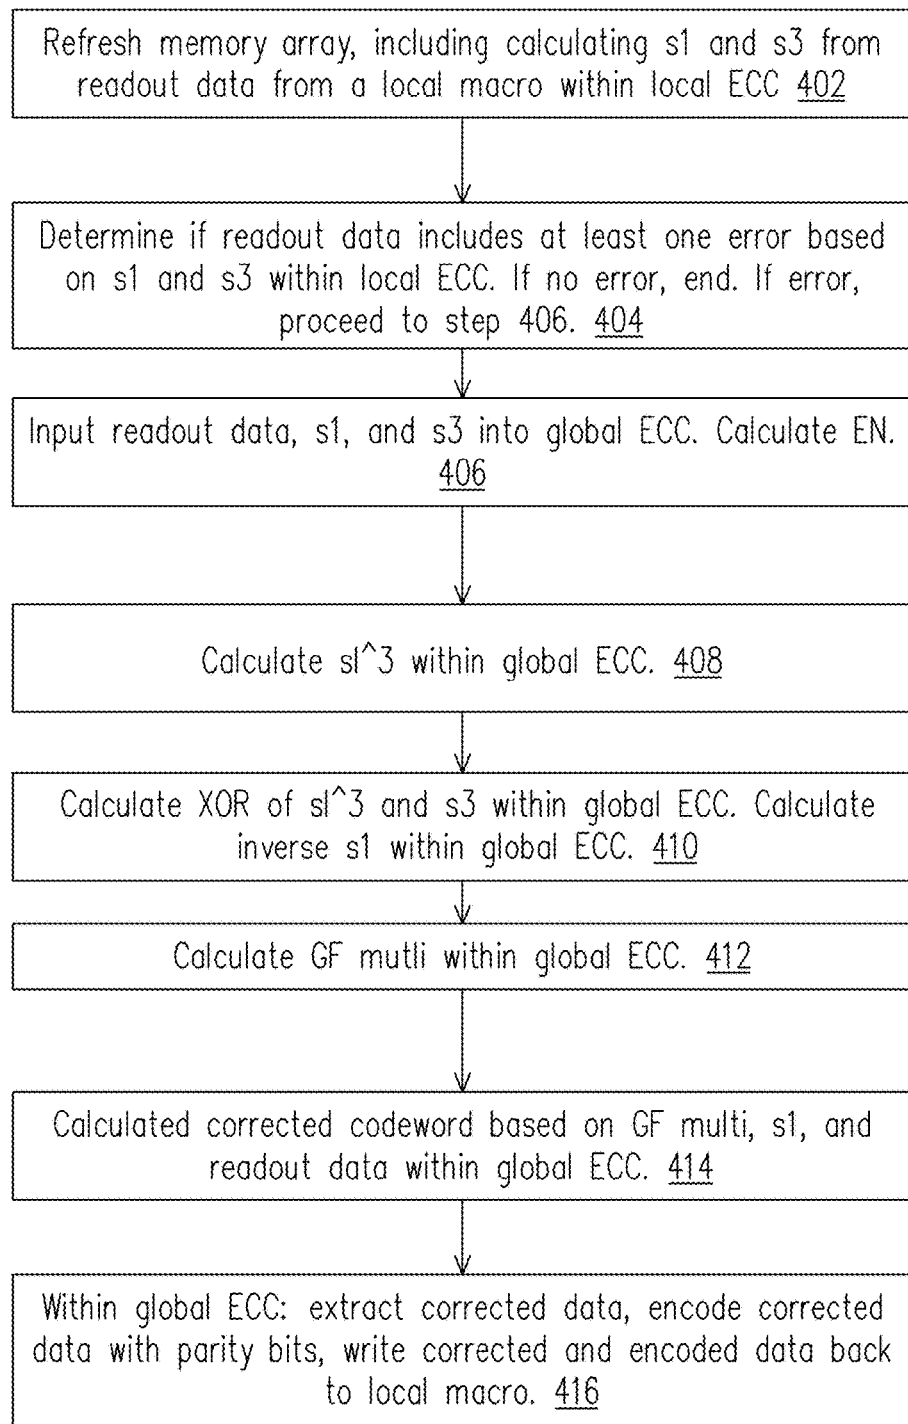 Refresh memory array, including calculating s1 and s3 from
readout data from a local macro within local ECC 402
Determine if readout data includes at least one error based
on s1 and s3 within local ECC. If no error, end. If error,
proceed to step 406. 404
Input readout data, s1, and s3 into global ECC. Calculate EN.
406
Calculate sl^3 within global ECC. 408
Calculate XOR of sl^3 and s3 within global ECC. Calculate
inverse s1 within global ECC. 410
Calculate GF mutli within global ECC. 412
Calculated corrected codeword based on GF multi, s1, and
readout data within global ECC. 414
Within global ECC: extract corrected data, encode corrected
data with parity bits, write corrected and encoded data back
to local macro. 416